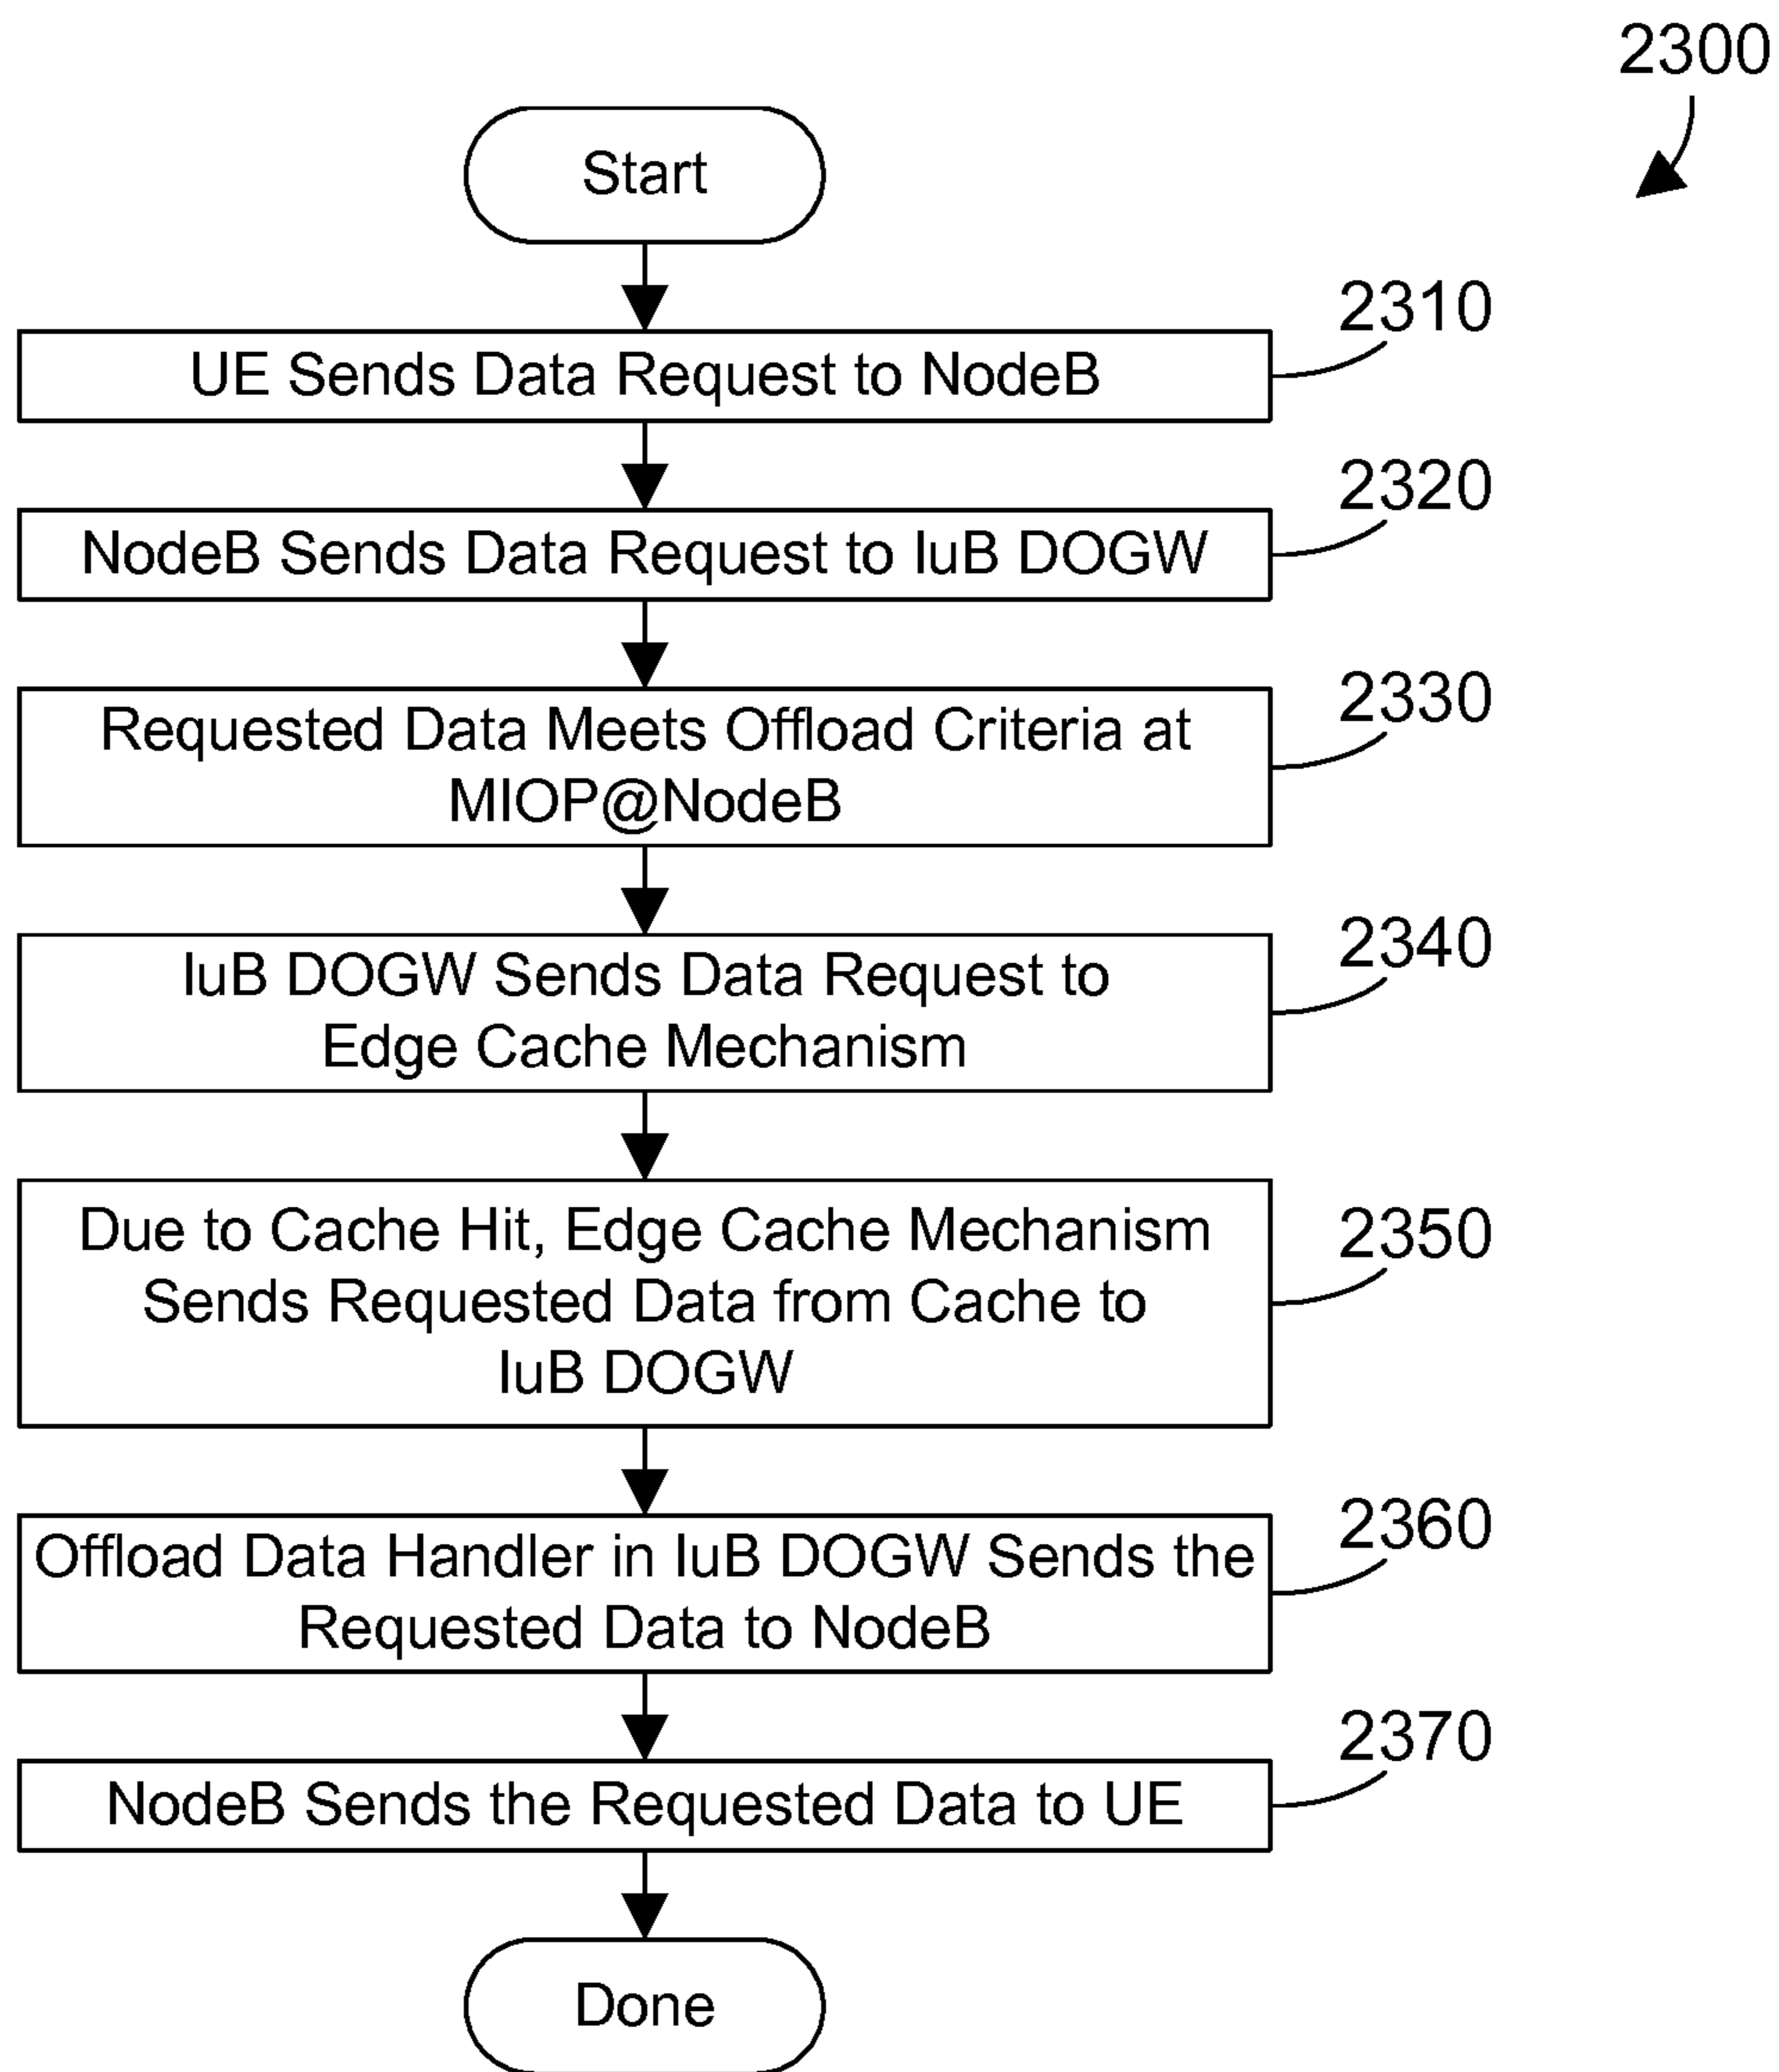 2300
Start
2310
UE Sends Data Request to NodeB
2320
NodeB Sends Data Request to IuB DOGW
2330
Requested Data Meets Offload Criteria at
MIOP@NodeB
2340
IuB DOGW Sends Data Request to
Edge Cache Mechanism
2350
Due to Cache Hit, Edge Cache Mechanism
Sends Requested Data from Cache to
IuB DOGW
2360
Offload Data Handler in IuB DOGW Sends the
Requested Data to NodeB
2370
NodeB Sends the Requested Data to UE
Done